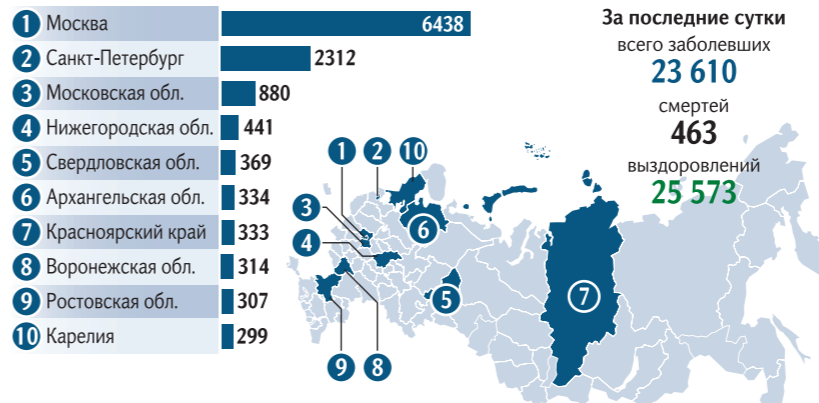 1 Москва 6438
2 Санкт-Петербург 2312
3 Московская обл. 880
4 Нижегородская обл. 441
5 Свердловская обл. 369
6 Архангельская обл. 334
7 Красноярский край 333
8 Воронежская обл. 314
9 Ростовская обл. 307
10 Карелия 299
За последние сутки
всего заболевших
23 610
смертей
463
выздоровлений
25 573
1 2 10
3
4
6
5
7
9 8